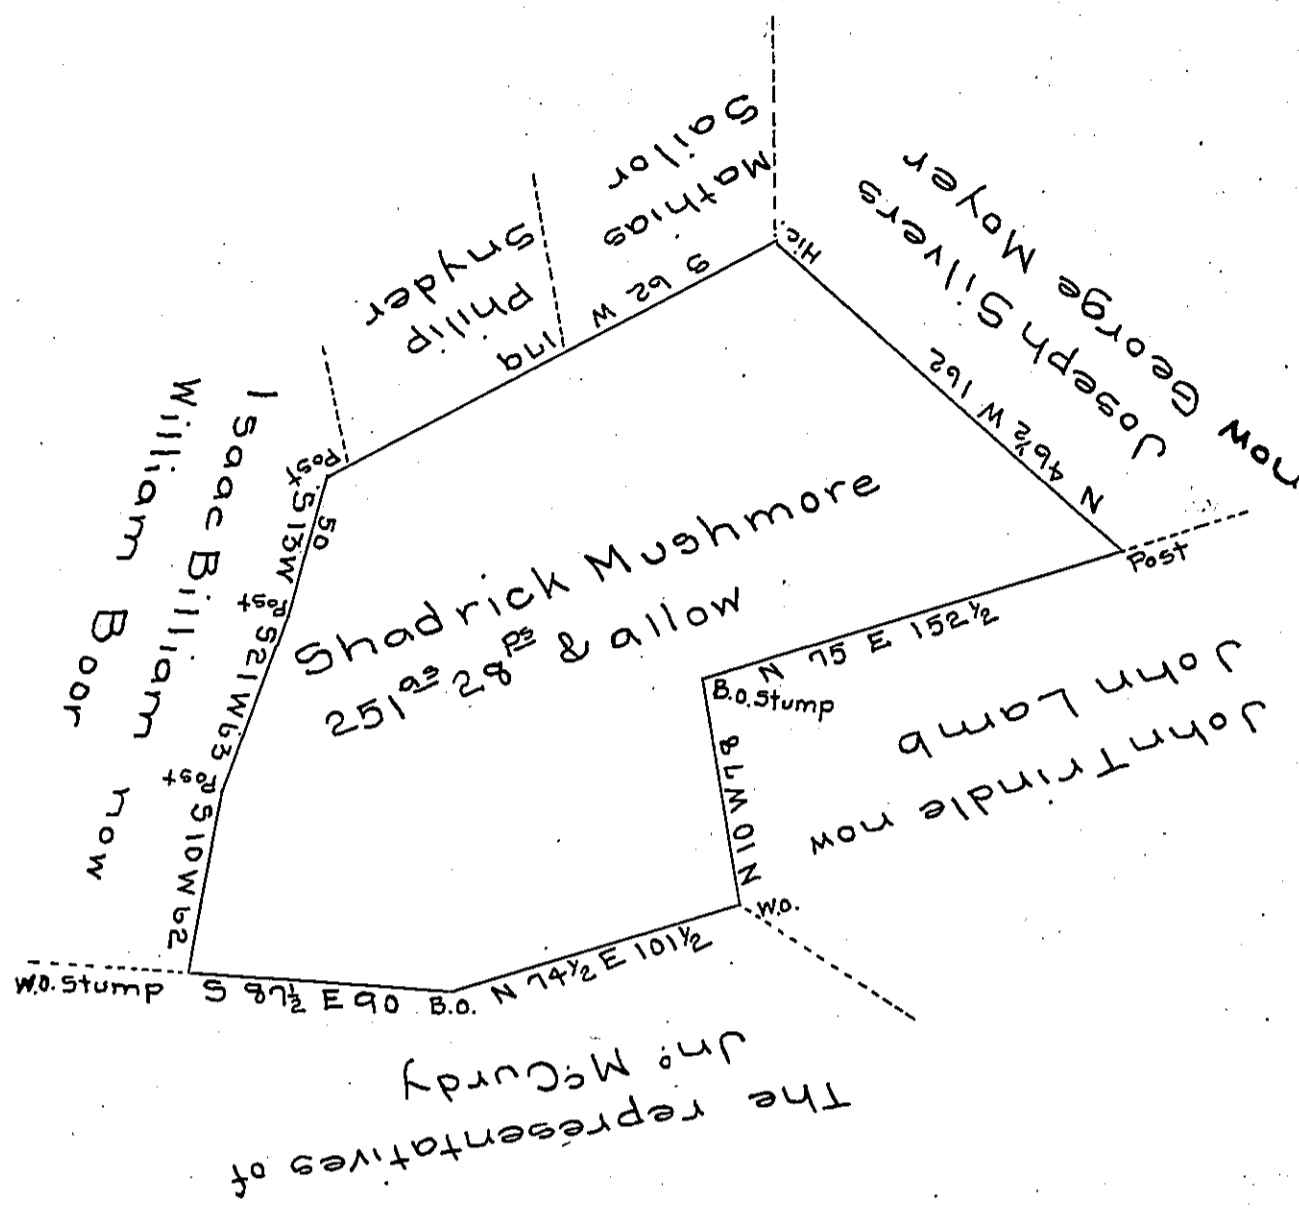 Mathias
Sailor
Philip
Snyder
Joseph Silvers
now George Moyer
Hic.
S 62 W
179
N 46½ W 162
Post
Post
S 13 W
50
Post
S 21 W 63
Post
S 10 W 62
Isaac Billiam now
William Boor
Shadrick Mushmore
251as 28ps & allow
N 75 E 152½
B.O. Stump
N 10 W 78
John Trindle now
John Lamb
W.O.
W.O. Stump
S 87½ E 90
B.O.
N 74½ E 101½
The representatives of
Jno. McCurdy